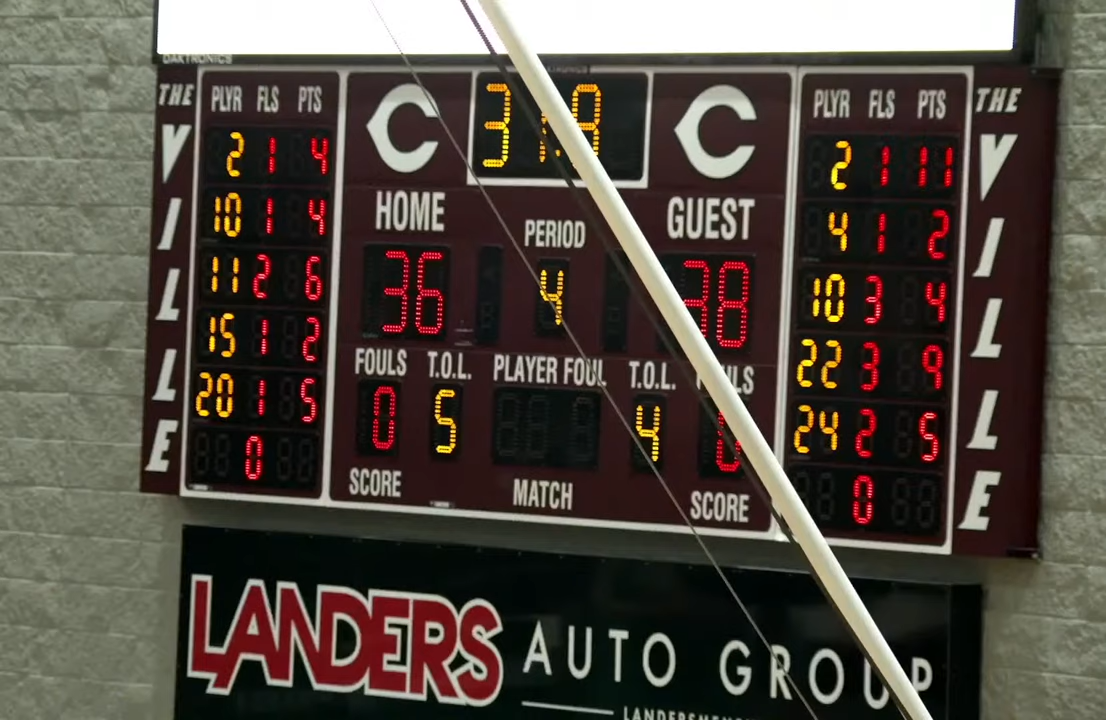 DAKTRONICS
THE VILLE
PLYR FLS PTS
2 1 4
10 1 4
11 2 6
15 1 2
20 1 5
0
C
C
HOME
PERIOD
GUEST
36
4
38
FOULS T.O.L. PLAYER FOUL T.O.L.
0 5 4
SCORE MATCH SCORE
PLYR FLS PTS
2 1 11
4 1 2
10 3 4
22 3 9
24 2 5
0
THE VILLE
LANDERS AUTO GROUP